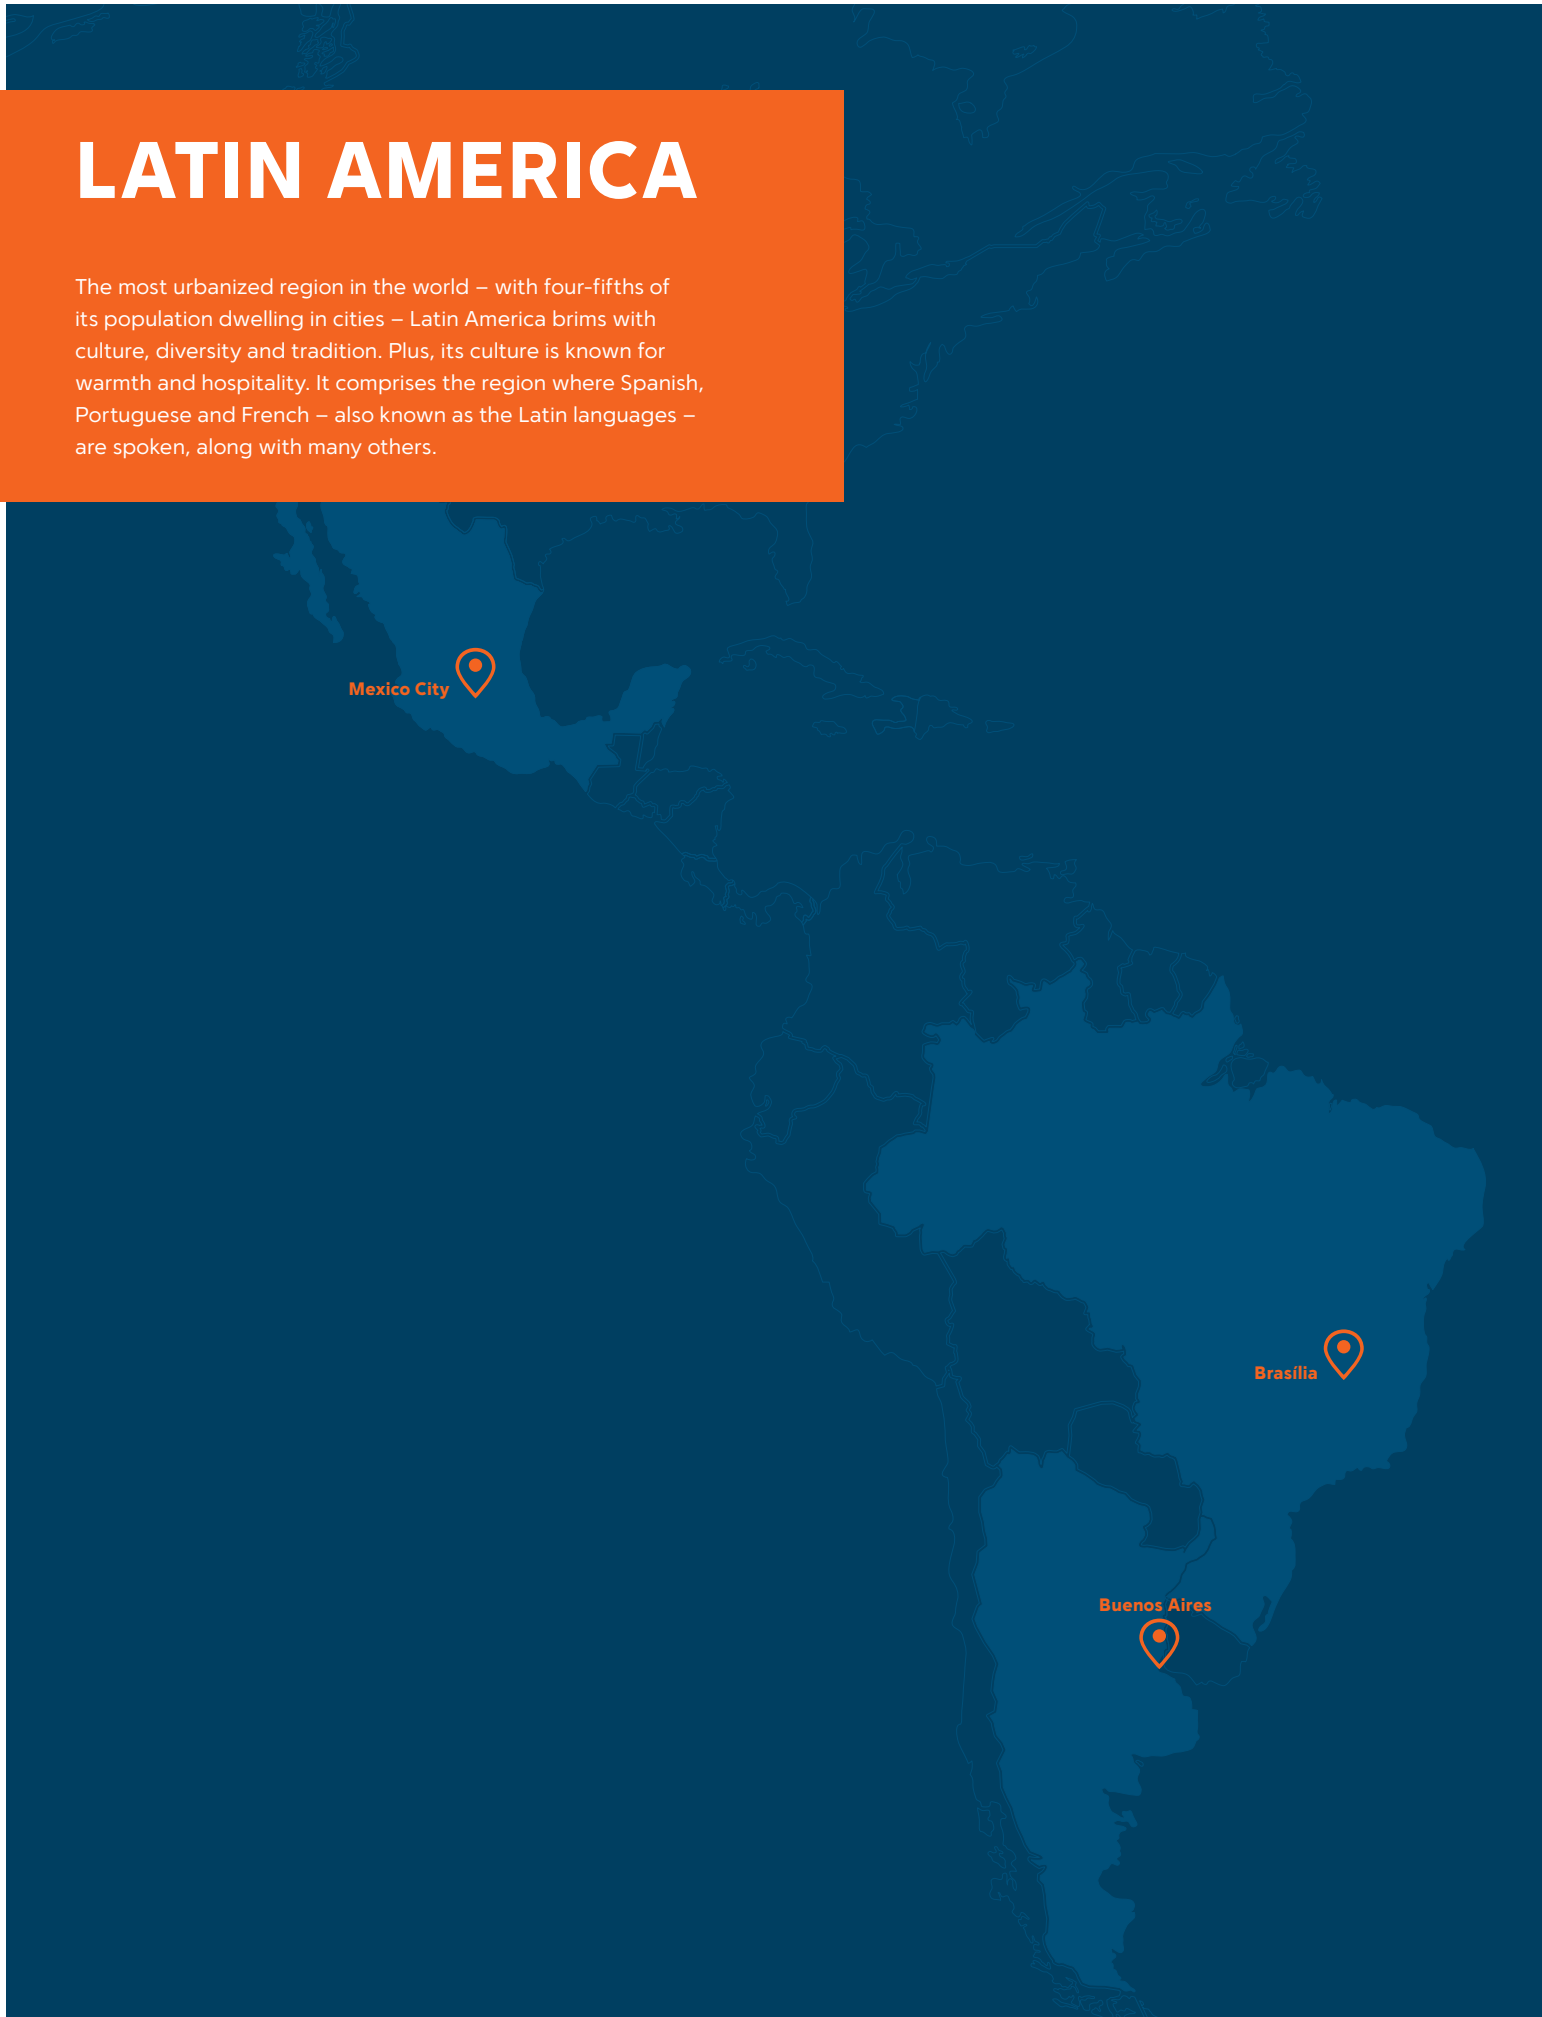 LATIN AMERICA
The most urbanized region in the world – with four-fifths of
its population dwelling in cities – Latin America brims with
culture, diversity and tradition. Plus, its culture is known for
warmth and hospitality. It comprises the region where Spanish,
Portuguese and French – also known as the Latin languages –
are spoken, along with many others.
Mexico City
Brasília
Buenos Aires